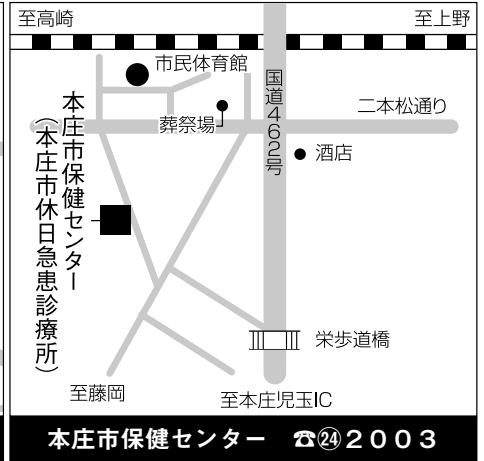 至高崎
至上野
市民体育館
国道462号
二本松通り
葬祭場
酒店
本庄市保健センター
（本庄市休日急患診療所）
栄歩道橋
至藤岡
至本庄児玉IC
本庄市保健センター ☎㉔2003